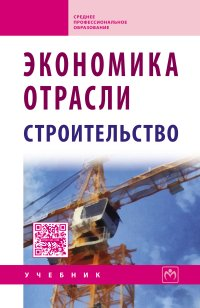 СРЕДНЕЕ
ПРОФЕССИОНАЛЬНОЕ
ОБРАЗОВАНИЕ
ЭКОНОМИКА
ОТРАСЛИ
СТРОИТЕЛЬСТВО
УЧЕБНИК